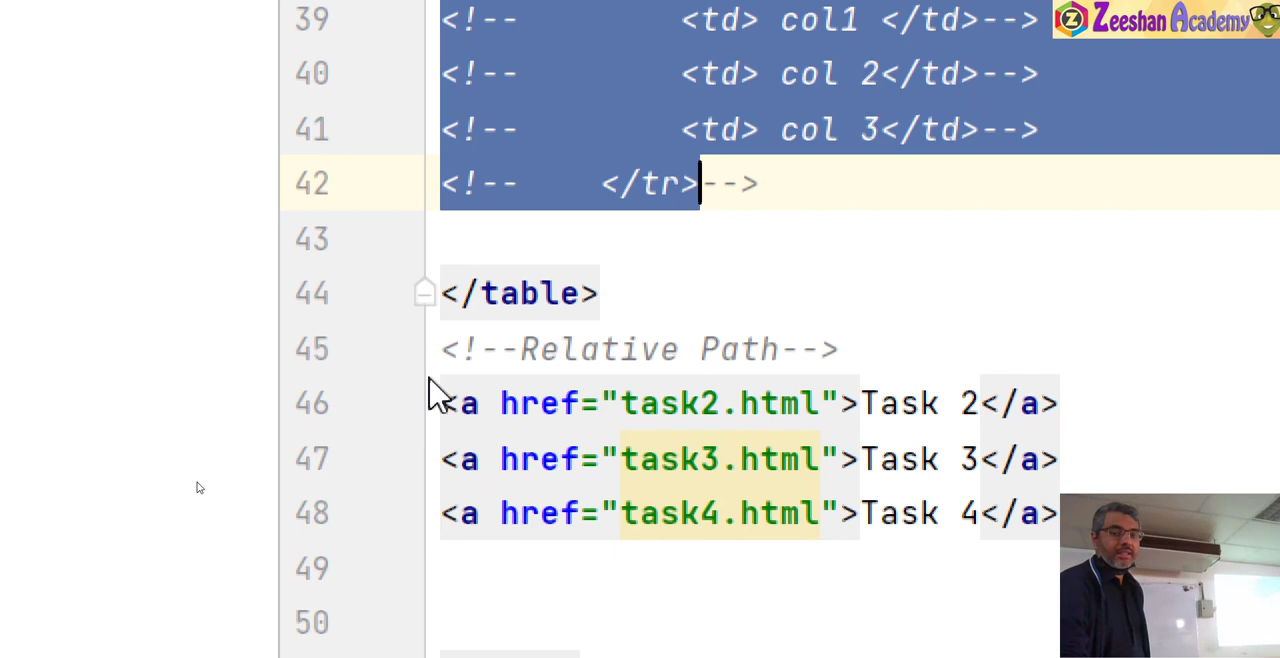 Zeeshan Academy
39 <!--        <td> col1 </td>-->
40 <!--        <td> col 2</td>-->
41 <!--        <td> col 3</td>-->
42 <!--    </tr>-->
43
44 </table>
45 <!--Relative Path-->
46 <a href="task2.html">Task 2</a>
47 <a href="task3.html">Task 3</a>
48 <a href="task4.html">Task 4</a>
49
50